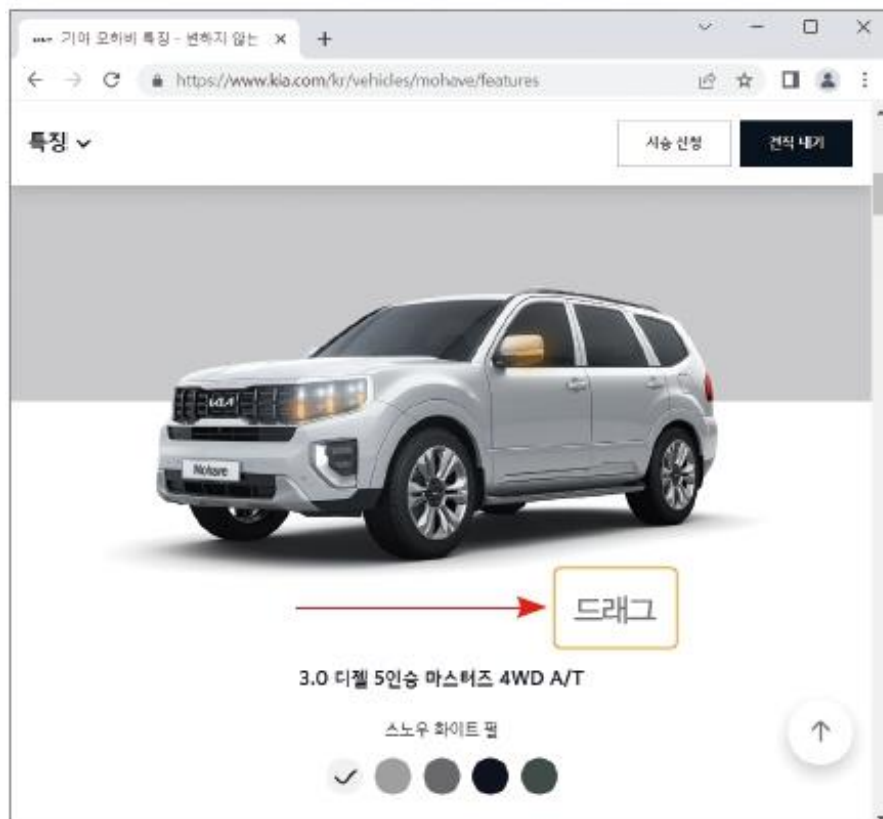 기아 모하비 특징 - 변하지 않는
https://www.kia.com/kr/vehicles/mohave/features
특징
시승 신청
견적 내기
KIA
Mohave
드래그
3.0 디젤 5인승 마스터즈 4WD A/T
스노우 화이트 펄